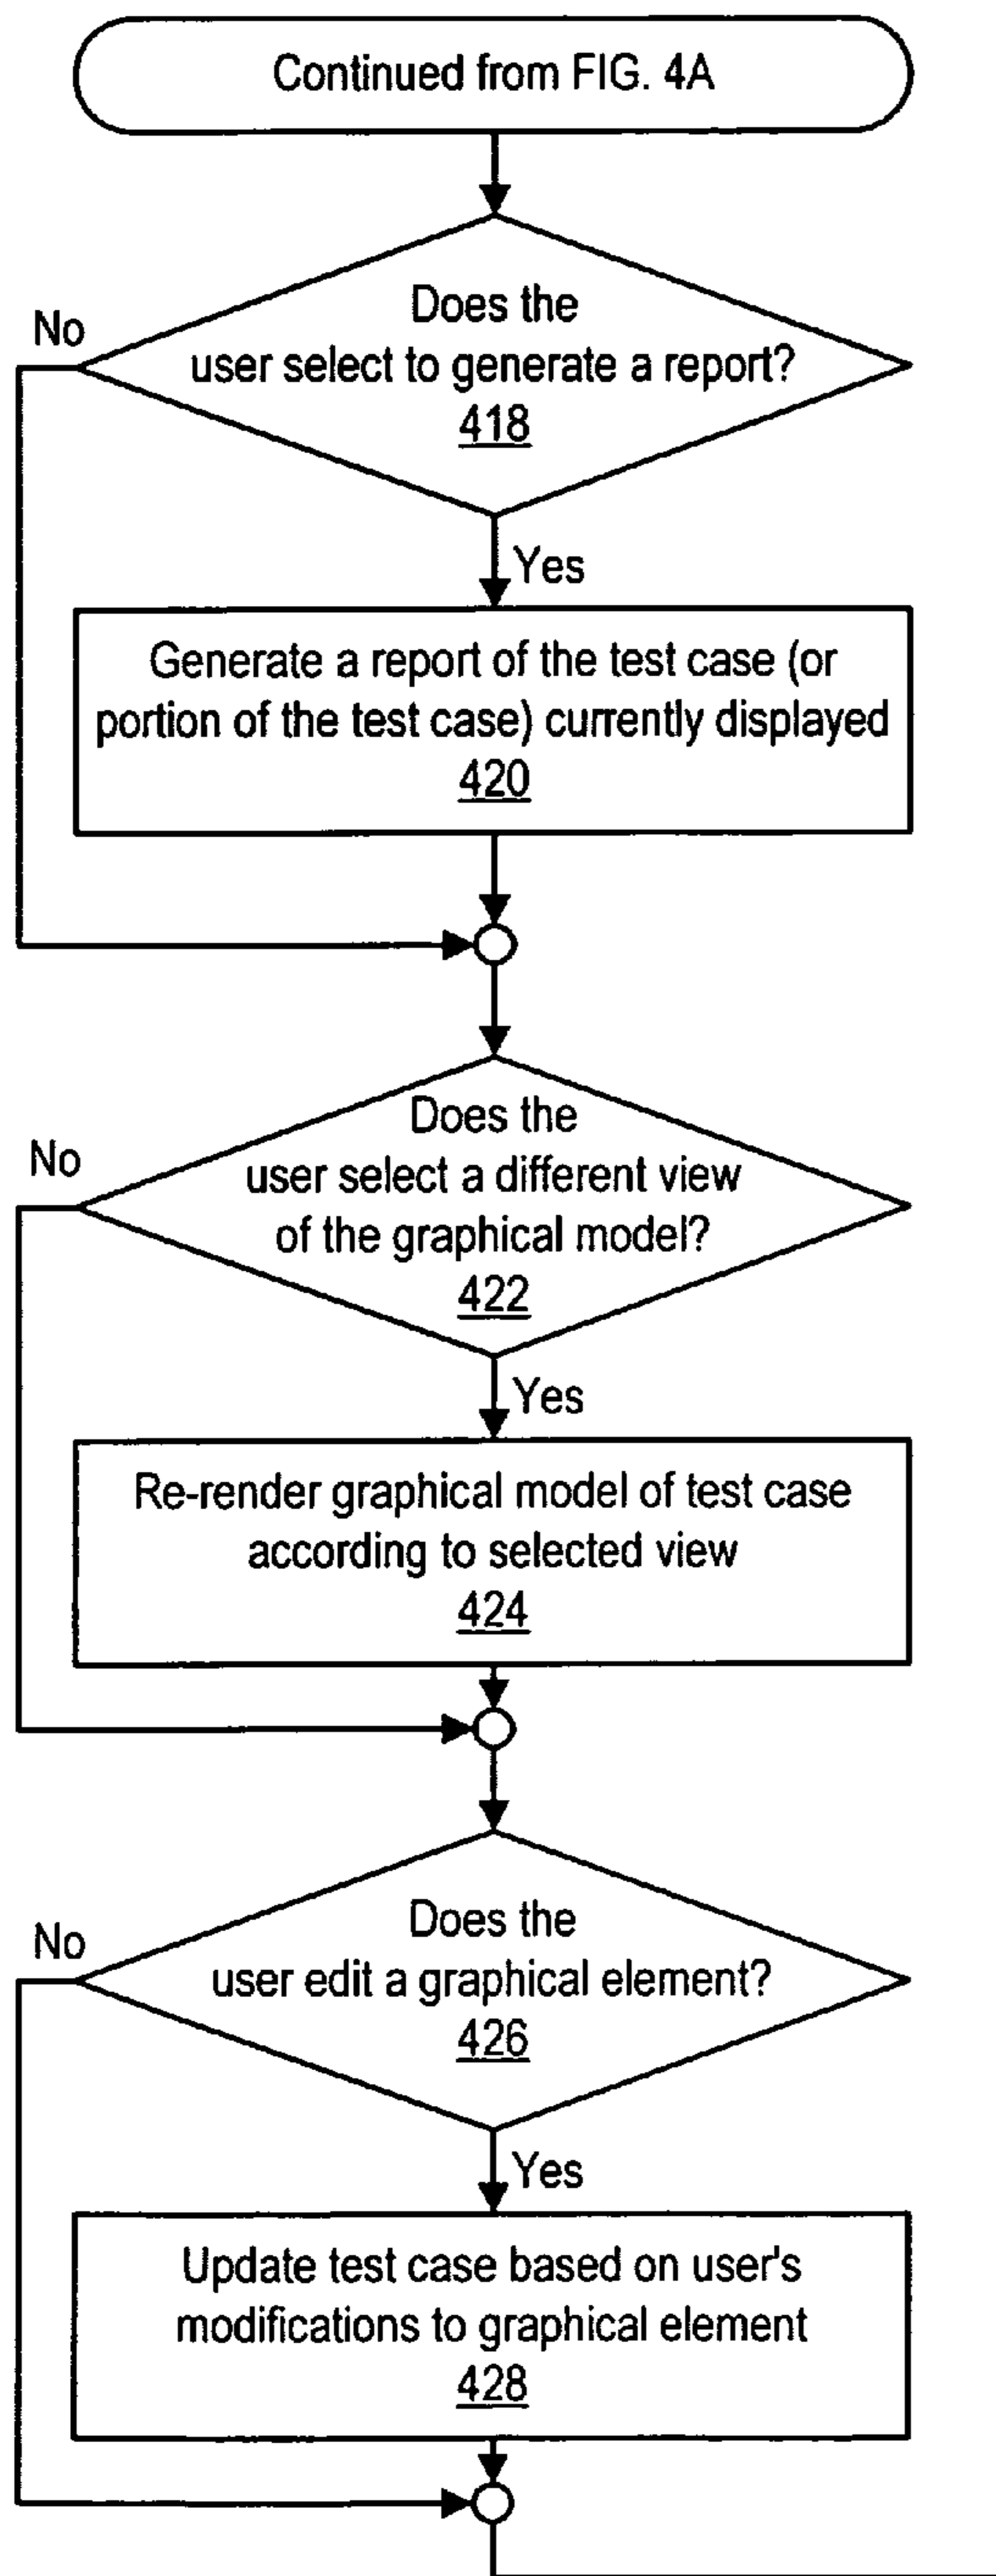 Continued from FIG. 4A
Does the
user select to generate a report?
418
No
Yes
Generate a report of the test case (or
portion of the test case) currently displayed
420
Does the
user select a different view
of the graphical model?
422
No
Yes
Re-render graphical model of test case
according to selected view
424
Does the
user edit a graphical element?
426
No
Yes
Update test case based on user's
modifications to graphical element
428